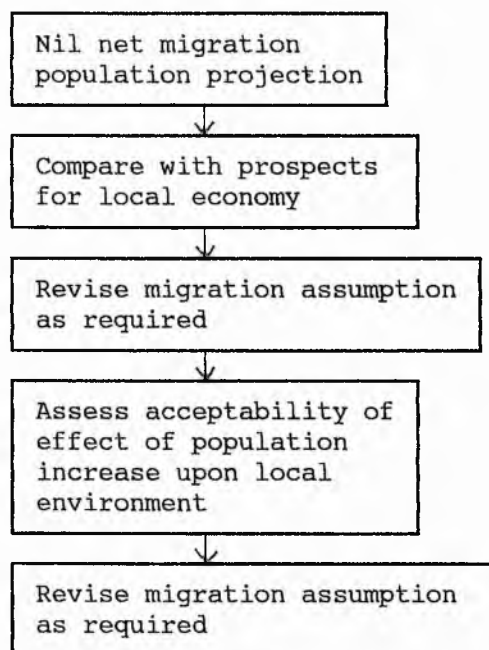 Nil net migration
population projection
Compare with prospects
for local economy
Revise migration assumption
as required
Assess acceptability of
effect of population
increase upon local
environment
Revise migration assumption
as required